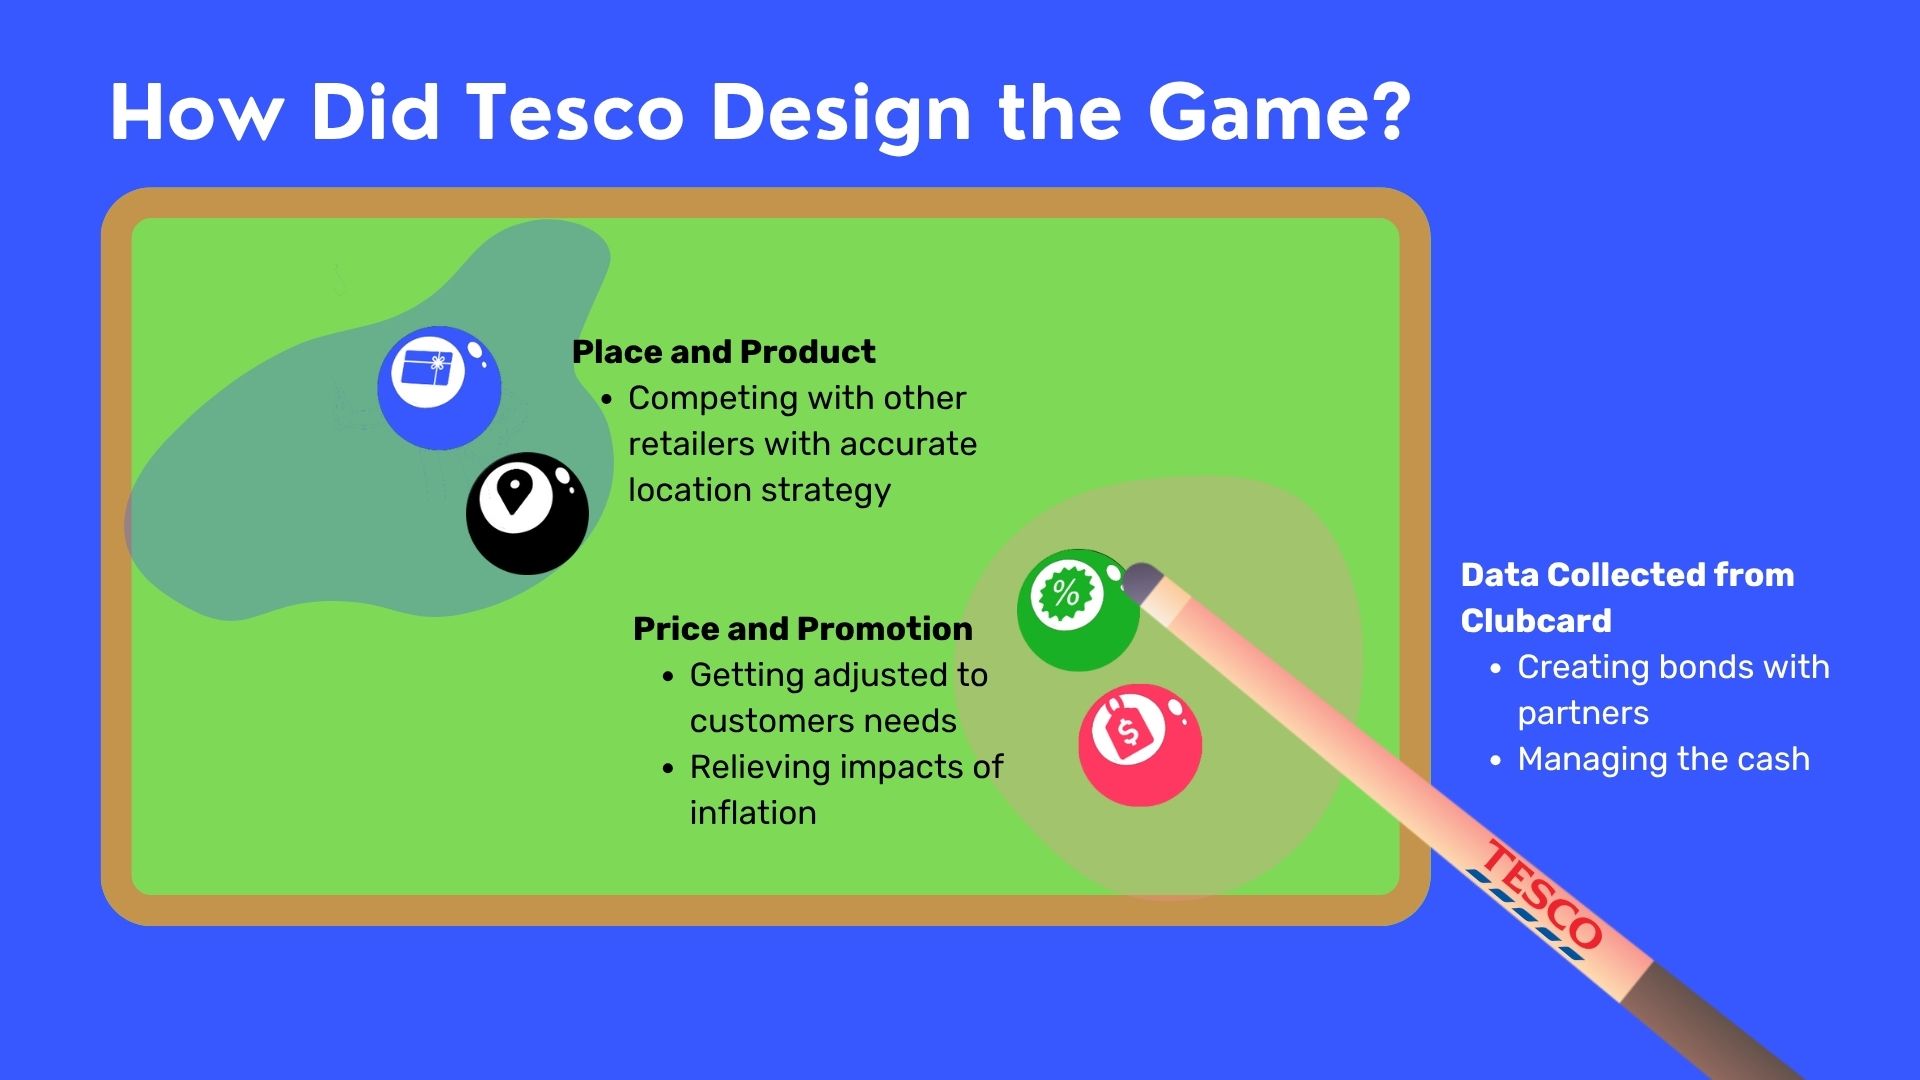 How Did Tesco Design the Game?
Place and Product
• Competing with other
retailers with accurate
location strategy
Price and Promotion
• Getting adjusted to
customers needs
• Relieving impacts of
inflation
%
$
Data Collected from
Clubcard
• Creating bonds with
partners
• Managing the cash
TESCO